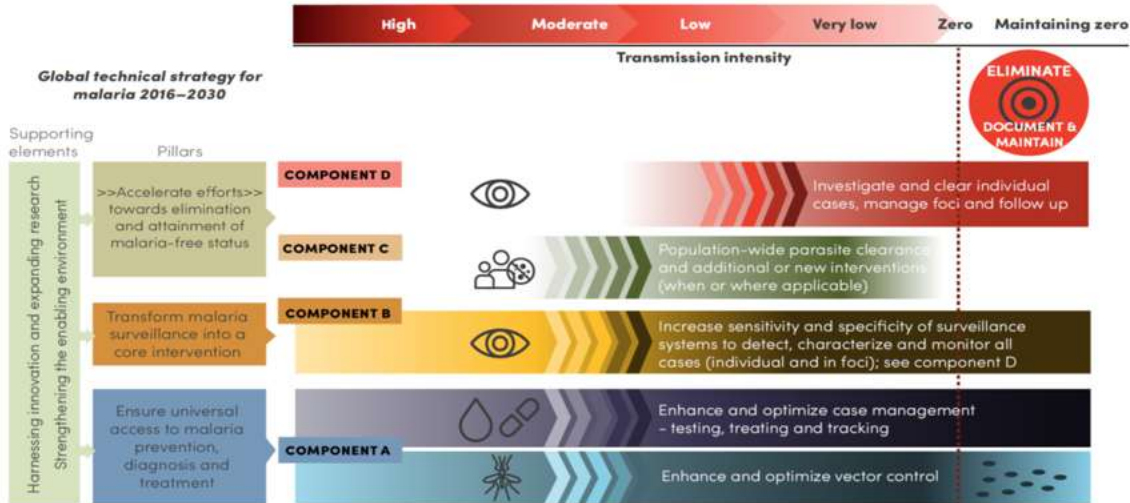 High
Moderate
Low
Very low
Zero
Maintaining zero
Transmission intensity
Global technical strategy for
malaria 2016–2030
ELIMINATE
DOCUMENT &
MAINTAIN
Supporting
elements
Pillars
Harnessing innovation and expanding research
Strengthening the enabling environment
>>Accelerate efforts>>
towards elimination
and attainment of
malaria-free status
COMPONENT D
Investigate and clear individual
cases, manage foci and follow up
COMPONENT C
Population-wide parasite clearance
and additional or new interventions
(when or where applicable)
Transform malaria
surveillance into a
core intervention
COMPONENT B
Increase sensitivity and specificity of surveillance
systems to detect, characterize and monitor all
cases (individual and in foci); see component D
Ensure universal
access to malaria
prevention,
diagnosis and
treatment
COMPONENT A
Enhance and optimize case management
– testing, treating and tracking
Enhance and optimize vector control